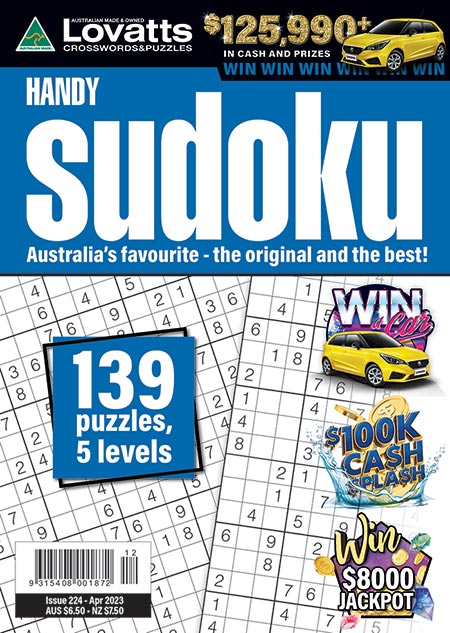 AUSTRALIAN MADE & OWNED
Lovatts
CROSSWORDS&PUZZLES
AUSTRALIAN MADE
$125,990+
IN CASH AND PRIZES
WIN WIN WIN WIN WIN WIN
HANDY
sudoku
Australia's favourite - the original and the best!
WIN
a Car
139
puzzles,
5 levels
$100K
CASH
SPLASH
Win
$8000
JACKPOT
12
9 315408 001872
Issue 224 - Apr 2023
AUS $6.50 • NZ $7.50